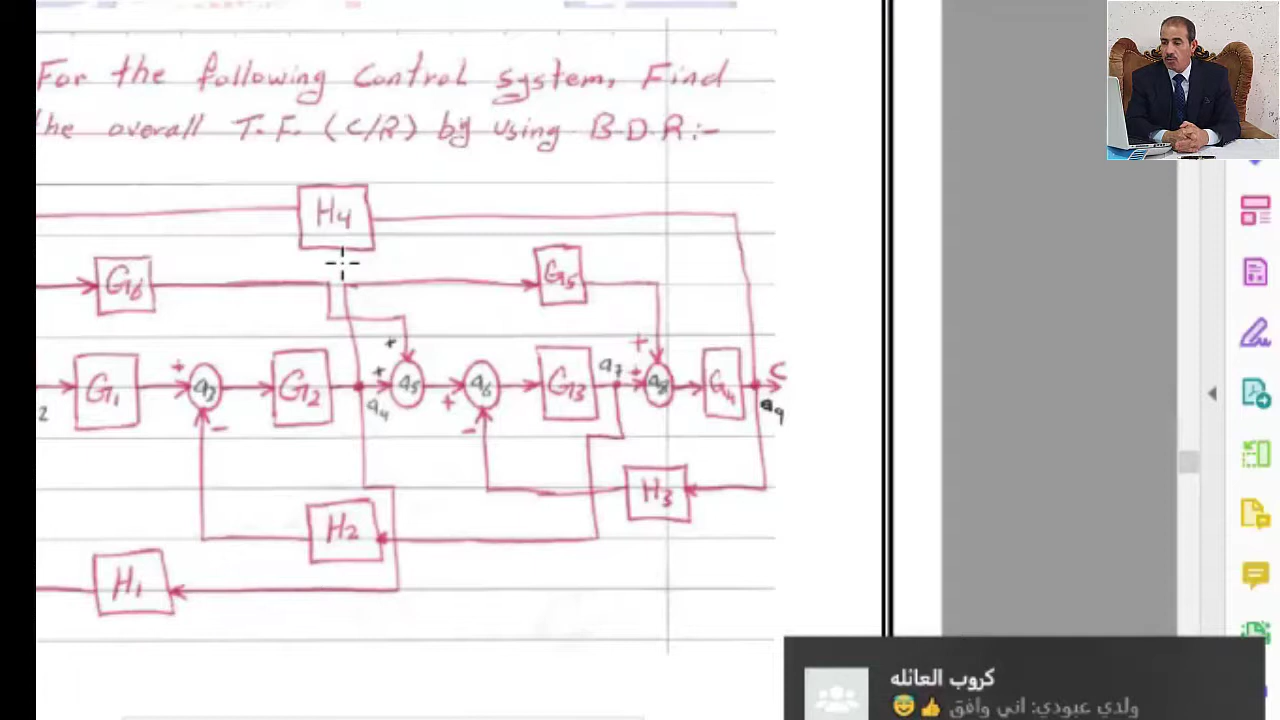 For the following Control system, Find
the overall T.F. (C/R) by using B.D.R:-
H4
G6
G5
G1
+
a3
-
G2
a4
+
+
a5
+
a6
-
G3
a7
+
+
a8
G4
C
a9
2
H3
H2
H1
كروب العائله
ولدي عبودي: اني وافق 👍😇